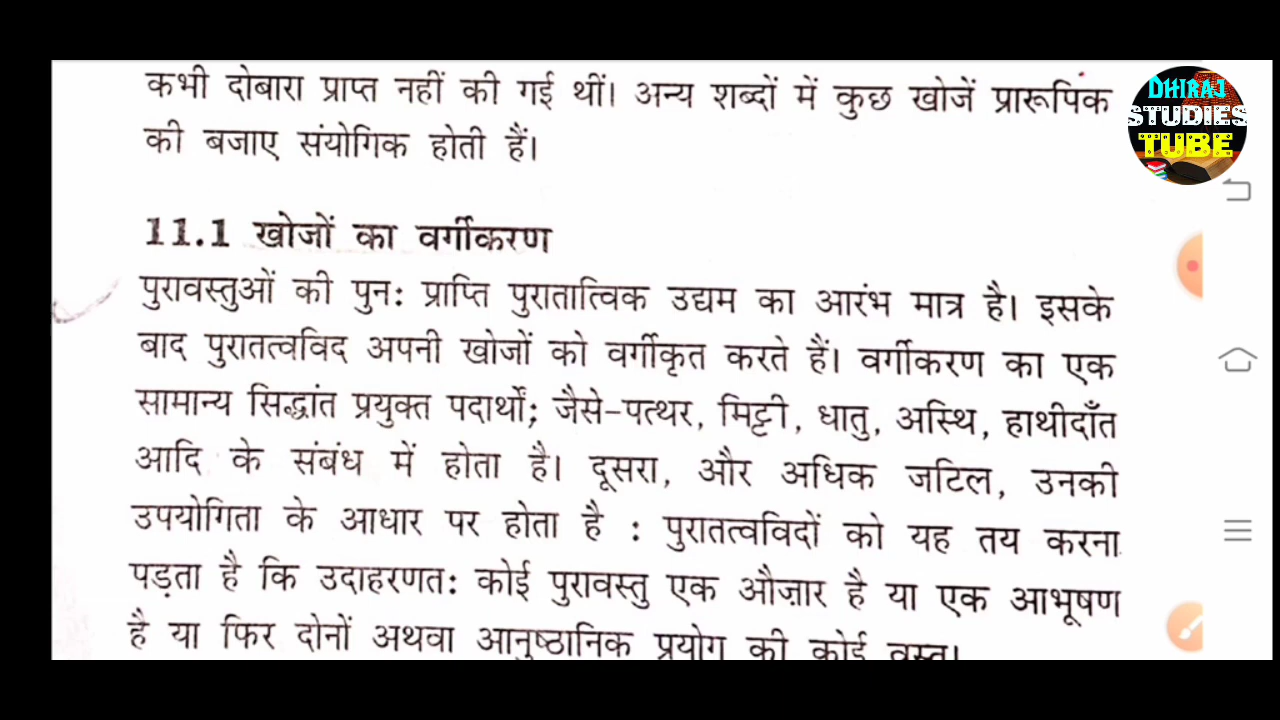 कभी दोबारा प्राप्त नहीं की गई थीं। अन्य शब्दों में कुछ खोजें प्रारूपिक
की बजाए संयोगिक होती हैं।
DHIRAJ
STUDIES
TUBE
11.1 खोजों का वर्गीकरण
पुरावस्तुओं की पुनः प्राप्ति पुरातात्विक उद्यम का आरंभ मात्र है। इसके
बाद पुरातत्वविद अपनी खोजों को वर्गीकृत करते हैं। वर्गीकरण का एक
सामान्य सिद्धांत प्रयुक्त पदार्थों; जैसे-पत्थर, मिट्टी, धातु, अस्थि, हाथीदाँत
आदि के संबंध में होता है। दूसरा, और अधिक जटिल, उनकी
उपयोगिता के आधार पर होता है : पुरातत्वविदों को यह तय करना
पड़ता है कि उदाहरणतः कोई पुरावस्तु एक औज़ार है या एक आभूषण
है या फिर दोनों अथवा आनुष्ठानिक प्रयोग की कोई वस्तु।